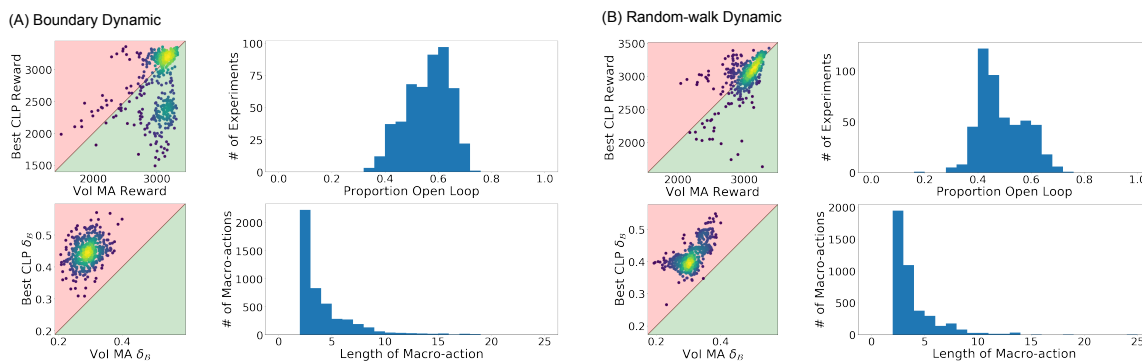 (A) Boundary Dynamic
3000
2500
2000
1500
Best CLP Reward
2000
3000
Vol MA Reward
100
75
50
25
0
# of Experiments
0.0 0.2 0.4 0.6 0.8 1.0
Proportion Open Loop
0.5
0.4
0.3
0.2
Best CLP δ_B
0.2
0.4
Vol MA δ_B
2000
1500
1000
500
0
# of Macro-actions
5 10 15 20 25
Length of Macro-action
(B) Random-walk Dynamic
3500
3000
2500
2000
Best CLP Reward
2000
3000
Vol MA Reward
100
50
0
# of Experiments
0.0 0.2 0.4 0.6 0.8 1.0
Proportion Open Loop
0.5
0.4
0.3
0.2
Best CLP δ_B
0.2
0.4
Vol MA δ_B
2000
1500
1000
500
0
# of Macro-actions
5 10 15 20 25
Length of Macro-action